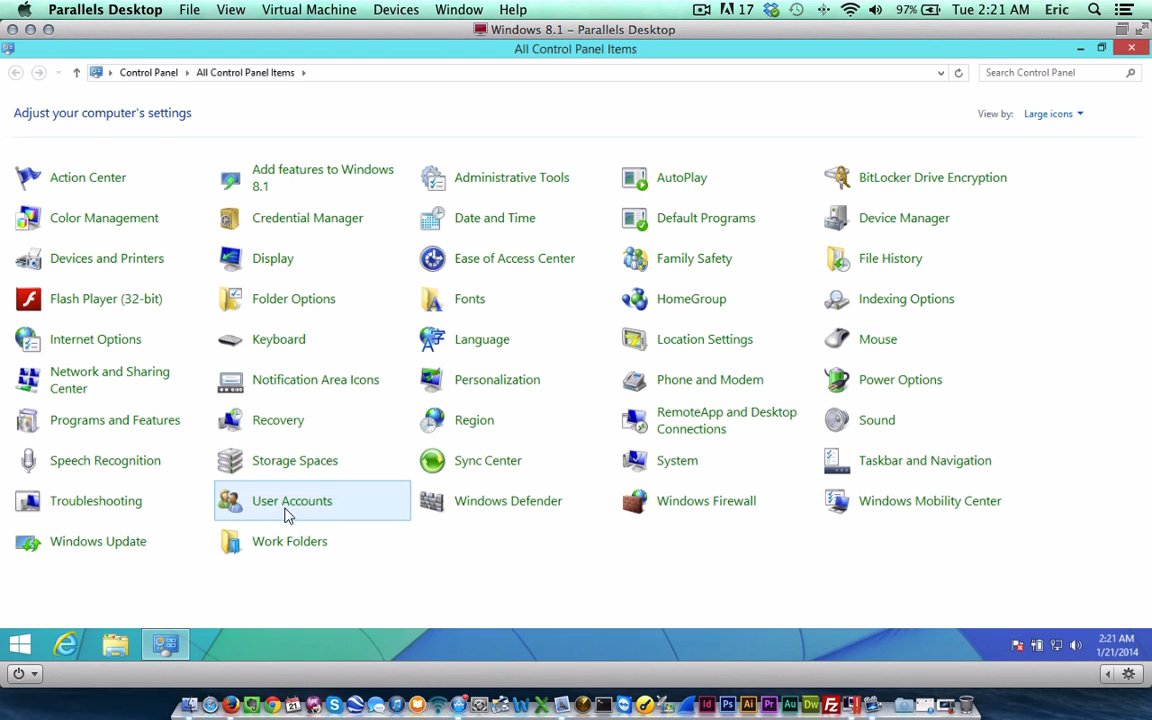 Parallels Desktop File View Virtual Machine Devices Window Help 17 97% Tue 2:21 AM Eric
Windows 8.1 – Parallels Desktop
All Control Panel Items
Control Panel All Control Panel Items Search Control Panel
Adjust your computer's settings View by: Large icons
Action Center
Add features to Windows
8.1
Administrative Tools
AutoPlay
BitLocker Drive Encryption
Color Management
Credential Manager
Date and Time
Default Programs
Device Manager
Devices and Printers
Display
Ease of Access Center
Family Safety
File History
Flash Player (32-bit)
Folder Options
Fonts
HomeGroup
Indexing Options
Internet Options
Keyboard
Language
Location Settings
Mouse
Network and Sharing
Center
Notification Area Icons
Personalization
Phone and Modem
Power Options
Programs and Features
Recovery
Region
RemoteApp and Desktop
Connections
Sound
Speech Recognition
Storage Spaces
Sync Center
System
Taskbar and Navigation
Troubleshooting
User Accounts
Windows Defender
Windows Firewall
Windows Mobility Center
Windows Update
Work Folders
2:21 AM
1/21/2014
Id Ps Ai Pr Au Dw Fz